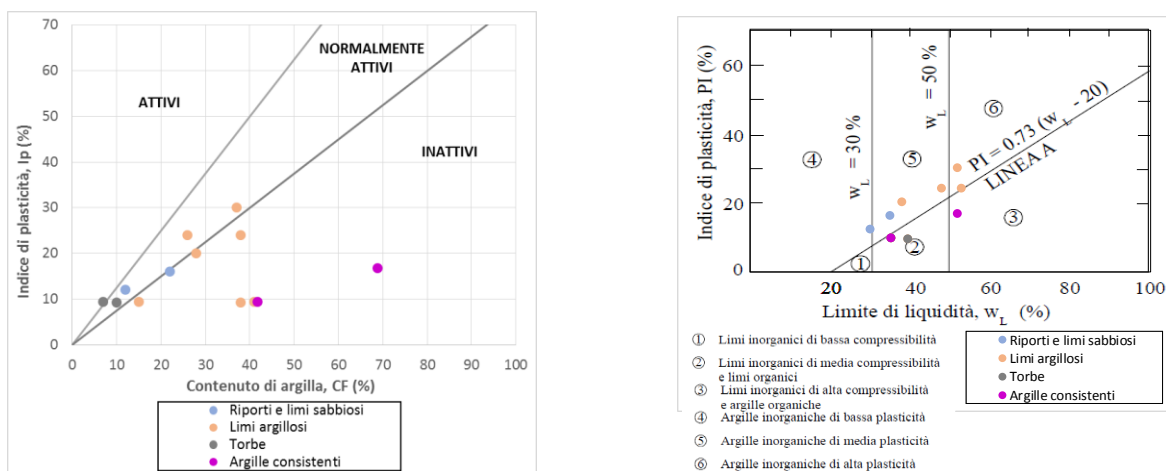 70
60
50
40
30
20
10
0
Indice di plasticità, Ip (%)
ATTIVI
NORMALMENTE
ATTIVI
INATTIVI
0 10 20 30 40 50 60 70 80 90 100
Contenuto di argilla, CF (%)
Riporti e limi sabbiosi
Limi argillosi
Torbe
Argille consistenti
60
40
20
0
Indice di plasticità, PI (%)
w_L = 30 %
w_L = 50 %
PI = 0.73 (w_L - 20)
LINEA A
④
⑤
⑥
③
②
①
20 40 60 80 100
Limite di liquidità, w_L (%)
① Limi inorganici di bassa compressibilità
② Limi inorganici di media compressibilità
e limi organici
③ Limi inorganici di alta compressibilità
e argille organiche
④ Argille inorganiche di bassa plasticità
⑤ Argille inorganiche di media plasticità
⑥ Argille inorganiche di alta plasticità
Riporti e limi sabbiosi
Limi argillosi
Torbe
Argille consistenti